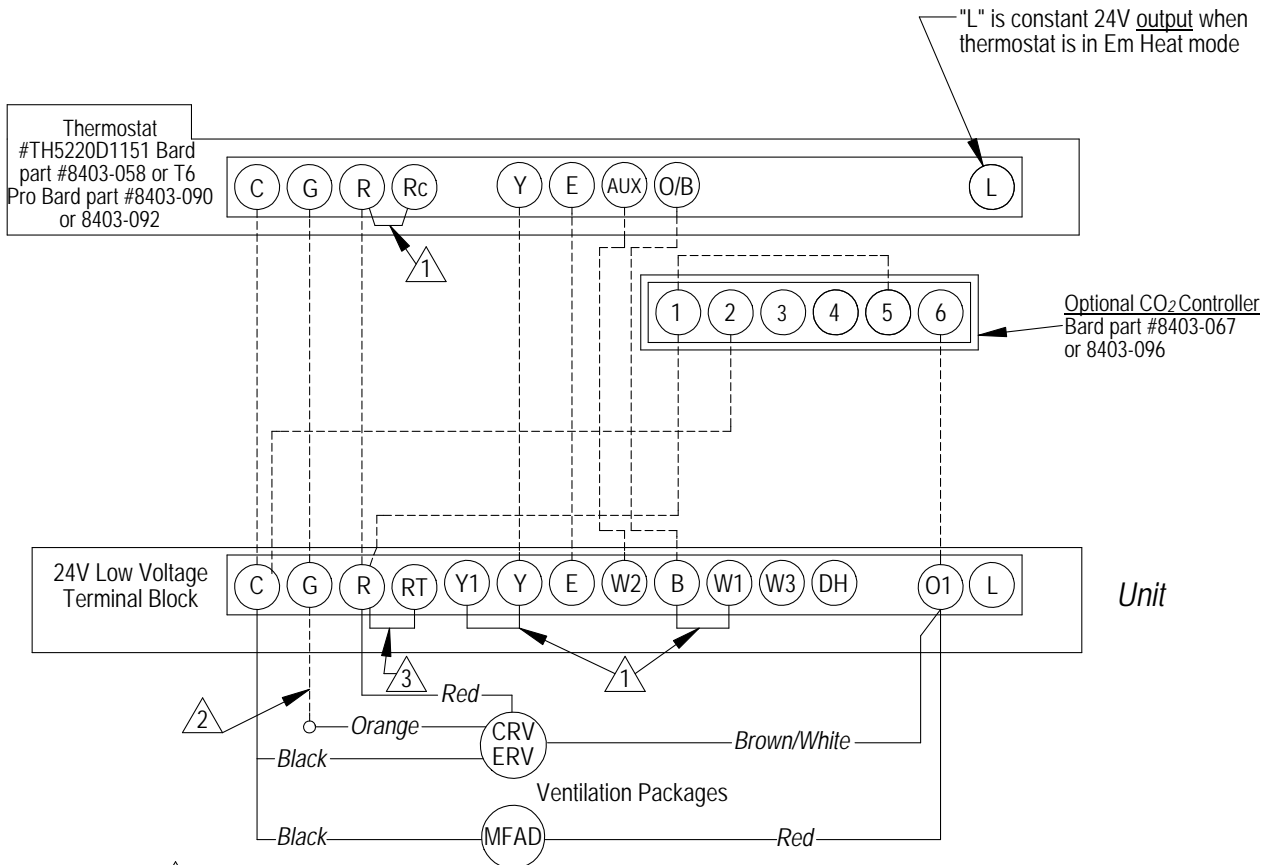 "L" is constant 24V output when
thermostat is in Em Heat mode
Thermostat
#TH5220D1151 Bard
part #8403-058 or T6
Pro Bard part #8403-090
or 8403-092
C G R Rc Y E AUX O/B L
1
1 2 3 4 5 6
Optional CO2 Controller
Bard part #8403-067
or 8403-096
24V Low Voltage
Terminal Block
C G R RT Y1 Y E W2 B W1 W3 DH O1 L
Unit
3
1
2
Red
Orange
CRV
ERV
Brown/White
Black
Ventilation Packages
Black
MFAD
Red